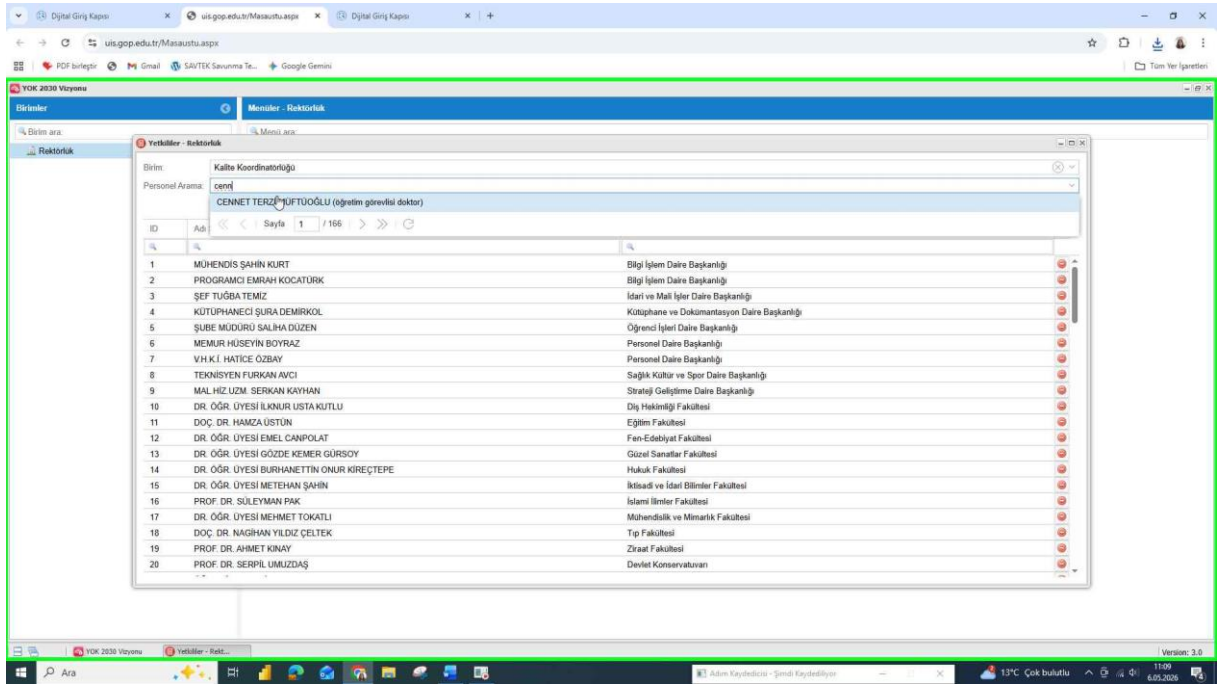 Dijital Giriş Kapısı
uis.gop.edu.tr/Masaustu.aspx
Dijital Giriş Kapısı
uis.gop.edu.tr/Masaustu.aspx
PDF birleştir
Gmail
SAVTEK Savunma Te...
Google Gemini
Tüm Yer İşaretleri
YOK 2030 Vizyonu
Birimler
Menüler - Rektörlük
Birim ara:
Menü ara:
Rektörlük
Yetkililer - Rektörlük
Birim: Kalite Koordinatörlüğü
Personel Arama: cenn
CENNET TERZİ MÜFTÜOĞLU (öğretim görevlisi doktor)
Sayfa 1 / 166
ID Adı
1 MÜHENDİS ŞAHİN KURT Bilgi İşlem Daire Başkanlığı
2 PROGRAMCI EMRAH KOCATÜRK Bilgi İşlem Daire Başkanlığı
3 ŞEF TUĞBA TEMİZ İdari ve Mali İşler Daire Başkanlığı
4 KÜTÜPHANECİ ŞURA DEMİRKOL Kütüphane ve Dokümantasyon Daire Başkanlığı
5 ŞUBE MÜDÜRÜ SALİHA DÜZEN Öğrenci İşleri Daire Başkanlığı
6 MEMUR HÜSEYİN BOYRAZ Personel Daire Başkanlığı
7 V.H.K.İ. HATİCE ÖZBAY Personel Daire Başkanlığı
8 TEKNİSYEN FURKAN AVCI Sağlık Kültür ve Spor Daire Başkanlığı
9 MAL.HİZ.UZM. SERKAN KAYHAN Strateji Geliştirme Daire Başkanlığı
10 DR. ÖĞR. ÜYESİ İLKNUR USTA KUTLU Diş Hekimliği Fakültesi
11 DOÇ. DR. HAMZA ÜSTÜN Eğitim Fakültesi
12 DR. ÖĞR. ÜYESİ EMEL CANPOLAT Fen-Edebiyat Fakültesi
13 DR. ÖĞR. ÜYESİ GÖZDE KEMER GÜRSOY Güzel Sanatlar Fakültesi
14 DR. ÖĞR. ÜYESİ BURHANETTİN ONUR KİREÇTEPE Hukuk Fakültesi
15 DR. ÖĞR. ÜYESİ METEHAN ŞAHİN İktisadi ve İdari Bilimler Fakültesi
16 PROF. DR. SÜLEYMAN PAK İslami İlimler Fakültesi
17 DR. ÖĞR. ÜYESİ MEHMET TOKATLI Mühendislik ve Mimarlık Fakültesi
18 DOÇ. DR. NAGİHAN YILDIZ ÇELTEK Tıp Fakültesi
19 PROF. DR. AHMET KINAY Ziraat Fakültesi
20 PROF. DR. SERPİL UMUZDAŞ Devlet Konservatuvarı
YOK 2030 Vizyonu
Yetkililer - Rekt...
Version: 3.0
Ara
Adım Kaydedicisi - Şimdi Kaydediliyor
13°C Çok bulutlu
11:09
6.05.2026